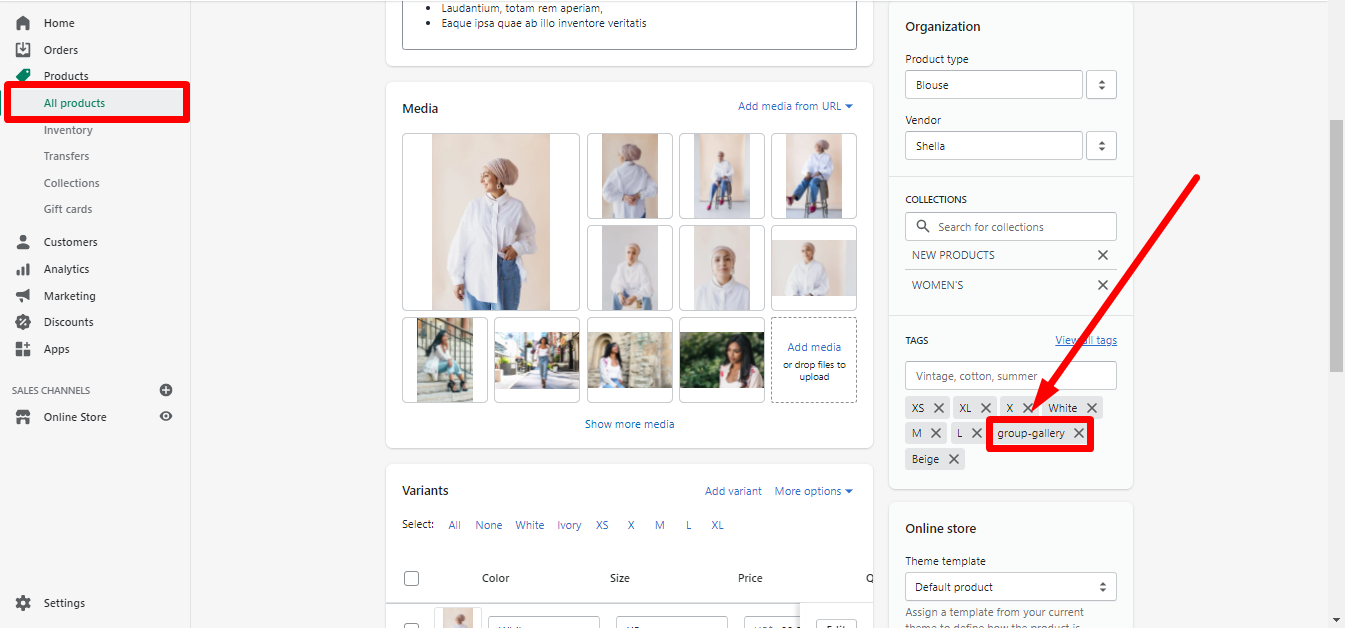 Home
Orders
Products
All products
Inventory
Transfers
Collections
Gift cards
Customers
Analytics
Marketing
Discounts
Apps
SALES CHANNELS
Online Store
Settings
Laudantium, totam rem aperiam,
Eaque ipsa quae ab illo inventore veritatis
Media
Add media from URL
Add media
or drop files to
upload
Show more media
Variants
Add variant More options
Select: All None White Ivory XS X M L XL
Color Size Price
Organization
Product type
Blouse
Vendor
Shella
COLLECTIONS
Search for collections
NEW PRODUCTS
WOMEN'S
TAGS
View all tags
Vintage, cotton, summer
XS XL X White
M L group-gallery
Beige
Online store
Theme template
Default product
Assign a template from your current
theme to define how the product is